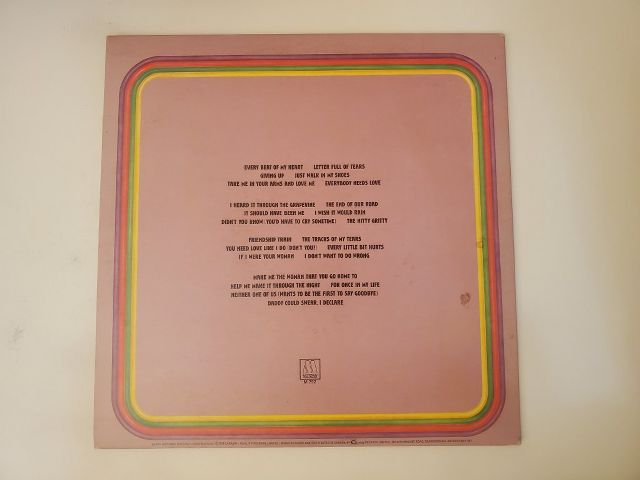 EVERY BEAT OF MY HEART LETTER FULL OF TEARS
GIVING UP JUST WALK IN MY SHOES
TAKE ME IN YOUR ARMS AND LOVE ME EVERYBODY NEEDS LOVE
I HEARD IT THROUGH THE GRAPEVINE THE END OF OUR ROAD
IT SHOULD HAVE BEEN ME I WISH IT WOULD RAIN
DIDN'T YOU KNOW (YOU'D HAVE TO CRY SOMETIME) THE NITTY GRITTY
FRIENDSHIP TRAIN THE TRACKS OF MY TEARS
YOU NEED LOVE LIKE I DO (DON'T YOU?) EVERY LITTLE BIT HURTS
IF I WERE YOUR WOMAN I DON'T WANT TO DO WRONG
MAKE ME THE WOMAN THAT YOU GO HOME TO
HELP ME MAKE IT THROUGH THE NIGHT FOR ONCE IN MY LIFE
NEITHER ONE OF US (WANTS TO BE THE FIRST TO SAY GOODBYE)
DADDY COULD SWEAR, I DECLARE
MOTOWN